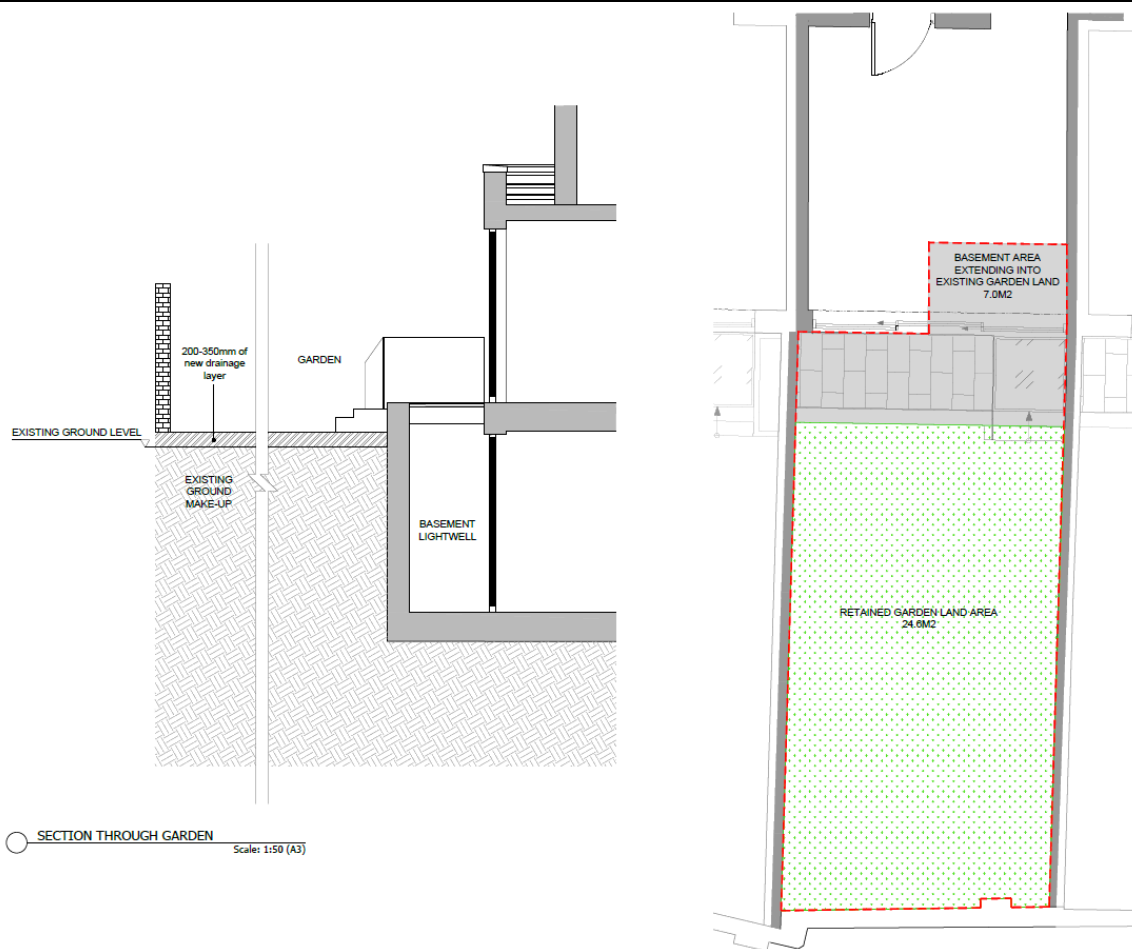 200-350mm of
new drainage
layer
GARDEN
EXISTING GROUND LEVEL
EXISTING
GROUND
MAKE-UP
BASEMENT
LIGHTWELL
SECTION THROUGH GARDEN
Scale: 1:50 (A3)
BASEMENT AREA
EXTENDING INTO
EXISTING GARDEN LAND
7.0M2
RETAINED GARDEN LAND AREA
24.6M2